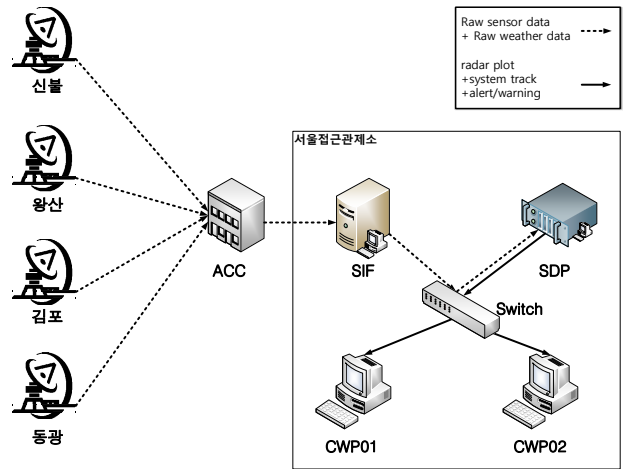 Raw sensor data
+ Raw weather data
radar plot
+system track
+alert/warning
신불
왕산
김포
동광
ACC
서울접근관제소
SIF
SDP
Switch
CWP01
CWP02